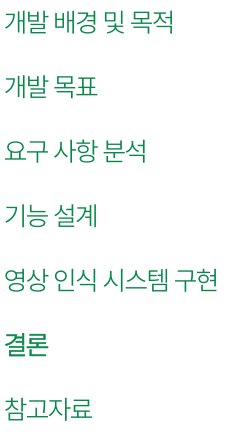 개발 배경 및 목적
개발 목표
요구 사항 분석
기능 설계
영상 인식 시스템 구현
결론
참고자료